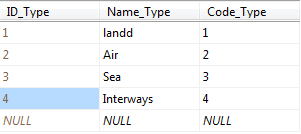 ID_Type Name_Type Code_Type
1 landd 1
2 Air 2
3 Sea 3
4 Interways 4
NULL NULL NULL